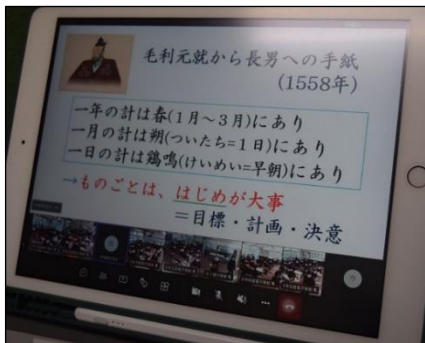 毛利元就から長男への手紙
(1558年)
一年の計は春(1月～3月)にあり
一月の計は朔(ついたち=1日)にあり
一日の計は鶏鳴(けいめい=早朝)にあり
→ものごとは、はじめが大事
=目標・計画・決意